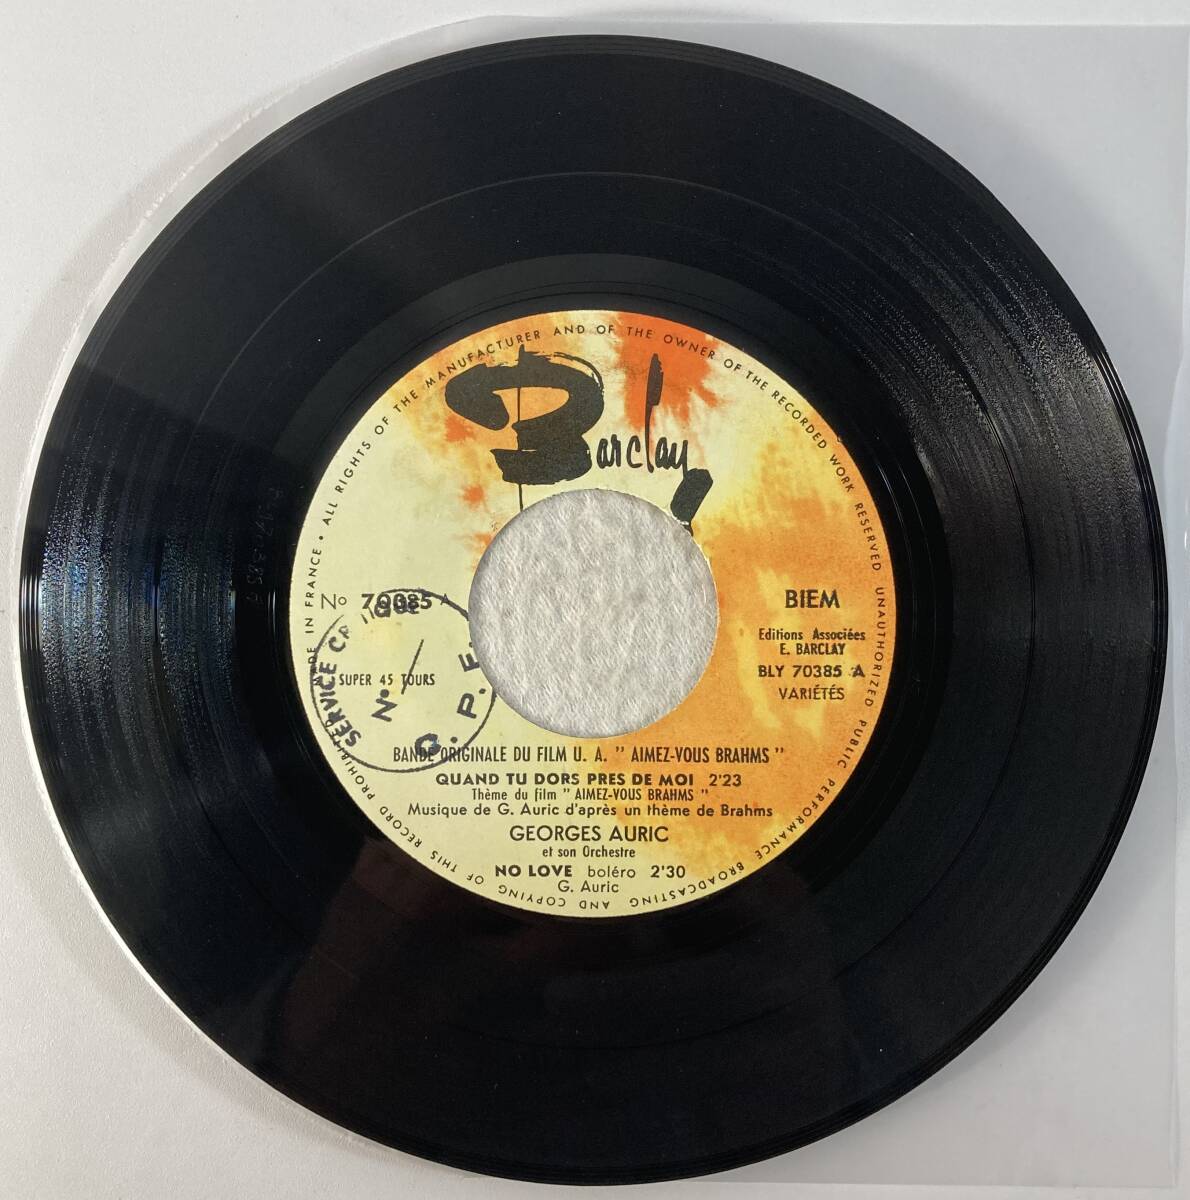 MADE IN FRANCE • ALL RIGHTS OF THE MANUFACTURER AND OF THE OWNER OF THE RECORDED WORK RESERVED UNAUTHORIZED PUBLIC PERFORMANCE BROADCASTING AND COPYING OF THIS RECORD PROHIBITED
Barclay
No 70385 A
SUPER 45 TOURS
SERVICE
No
P.E.
BIEM
Editions Associées
E. BARCLAY
BLY 70385 A
VARIÉTÉS
BANDE ORIGINALE DU FILM U. A. " AIMEZ-VOUS BRAHMS "
QUAND TU DORS PRES DE MOI 2'23
Thème du film " AIMEZ-VOUS BRAHMS "
Musique de G. Auric d'après un thème de Brahms
GEORGES AURIC
et son Orchestre
NO LOVE boléro 2'30
G. Auric